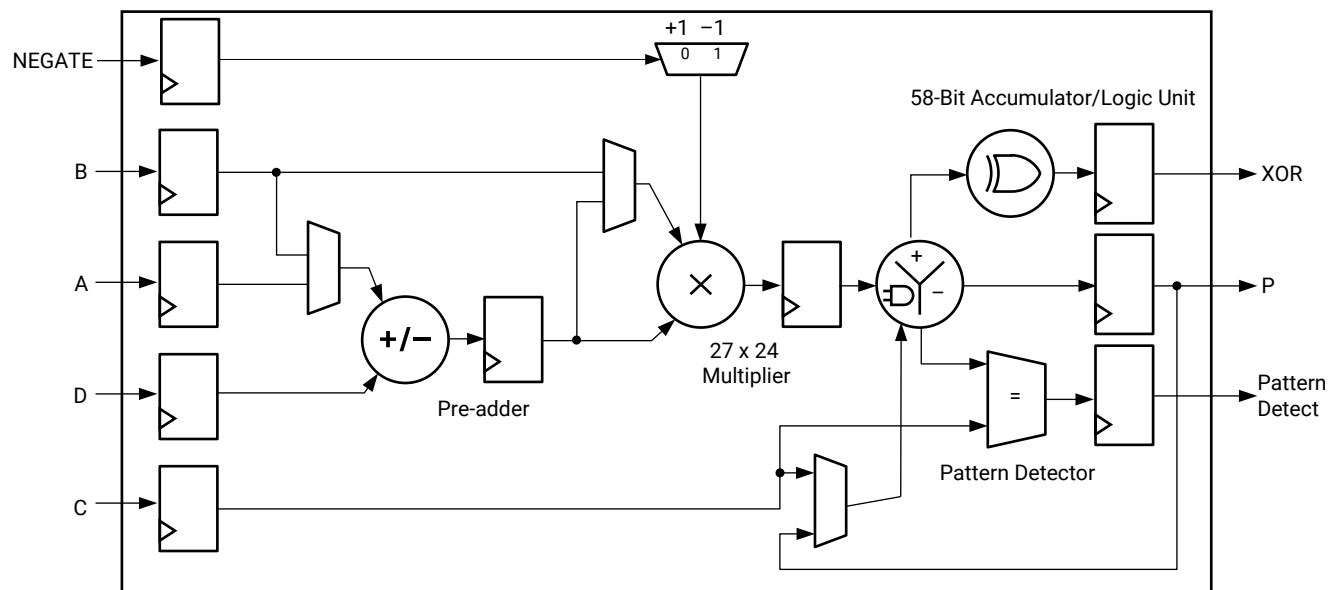 +1 –1
0 1
NEGATE
58-Bit Accumulator/Logic Unit
B
XOR
A
+
–
P
+/–
27 x 24
Multiplier
D
=
Pattern
Detect
Pre-adder
Pattern Detector
C